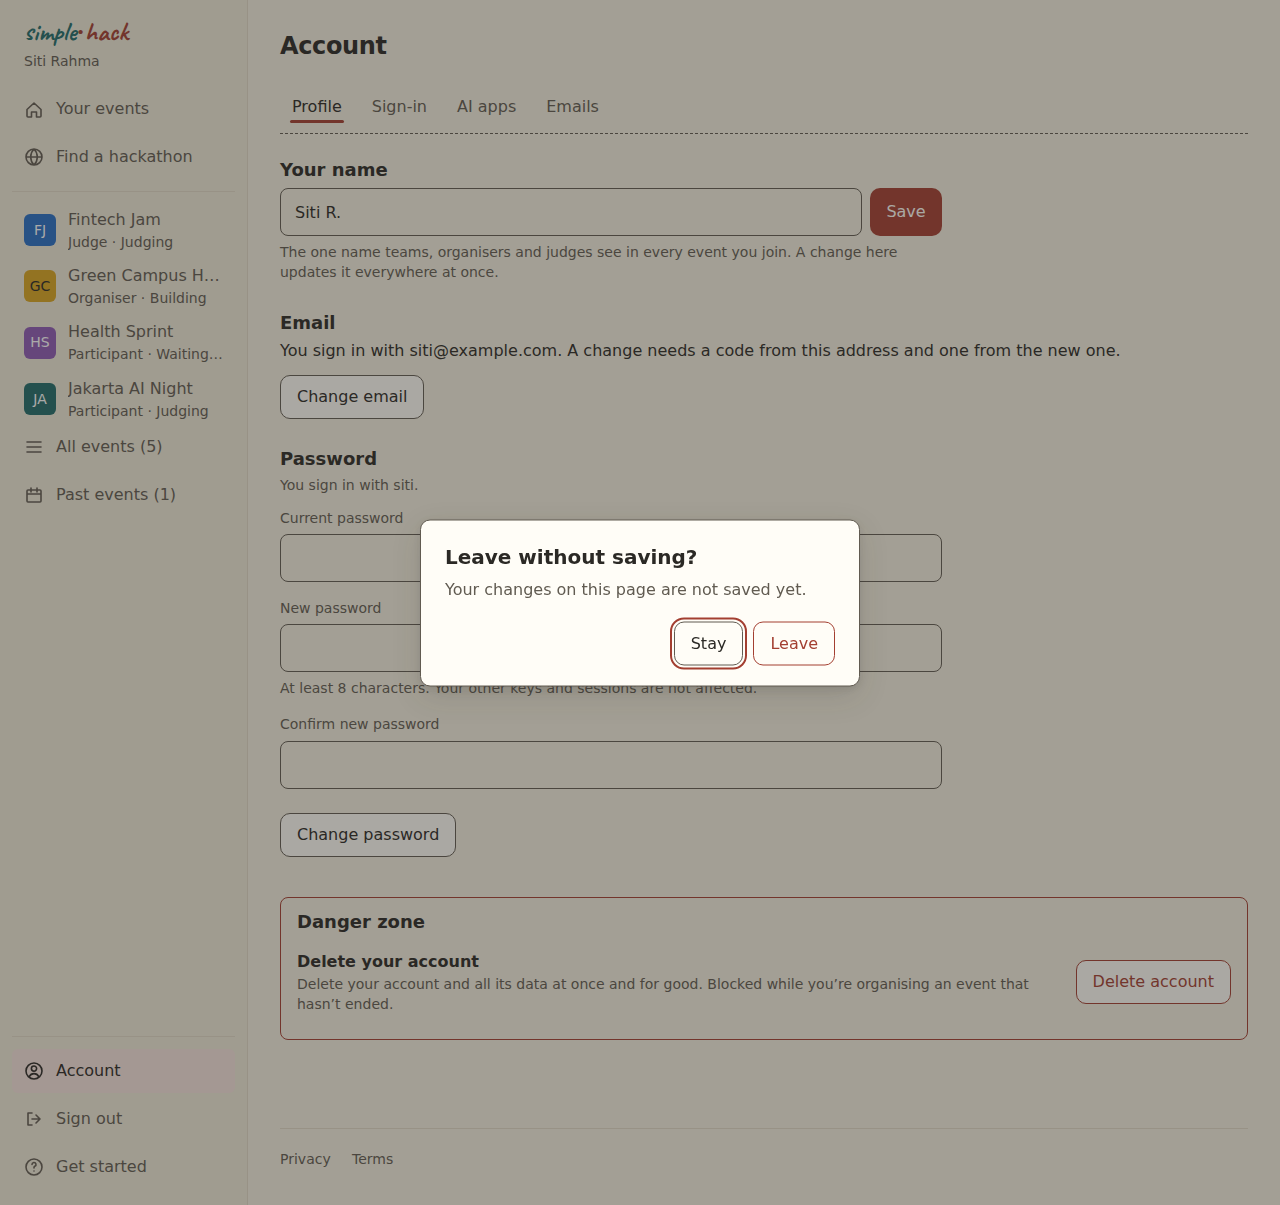 simple·hack
Siti Rahma
Your events
Find a hackathon
FJ
Fintech Jam
Judge · Judging
GC
Green Campus H…
Organiser · Building
HS
Health Sprint
Participant · Waiting…
JA
Jakarta AI Night
Participant · Judging
All events (5)
Past events (1)
Account
Sign out
Get started
Account
Profile
Sign-in
AI apps
Emails
Your name
Siti R.
Save
The one name teams, organisers and judges see in every event you join. A change here
updates it everywhere at once.
Email
You sign in with siti@example.com. A change needs a code from this address and one from the new one.
Change email
Password
You sign in with siti.
Current password
New password
At least 8 characters. Your other keys and sessions are not affected.
Confirm new password
Change password
Leave without saving?
Your changes on this page are not saved yet.
Stay
Leave
Danger zone
Delete your account
Delete your account and all its data at once and for good. Blocked while you’re organising an event that
hasn’t ended.
Delete account
Privacy
Terms